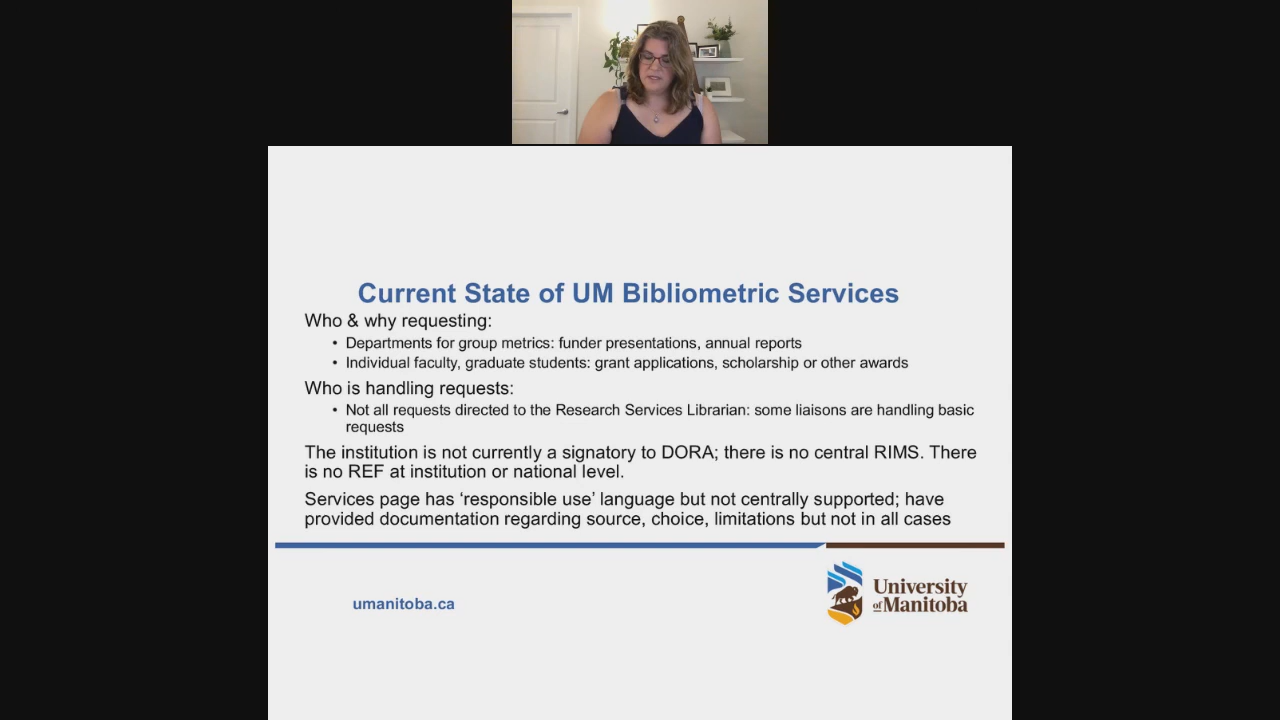 Current State of UM Bibliometric Services
Who & why requesting:
• Departments for group metrics: funder presentations, annual reports
• Individual faculty, graduate students: grant applications, scholarship or other awards
Who is handling requests:
• Not all requests directed to the Research Services Librarian: some liaisons are handling basic
requests
The institution is not currently a signatory to DORA; there is no central RIMS. There
is no REF at institution or national level.
Services page has ‘responsible use’ language but not centrally supported; have
provided documentation regarding source, choice, limitations but not in all cases
umanitoba.ca
University
of Manitoba